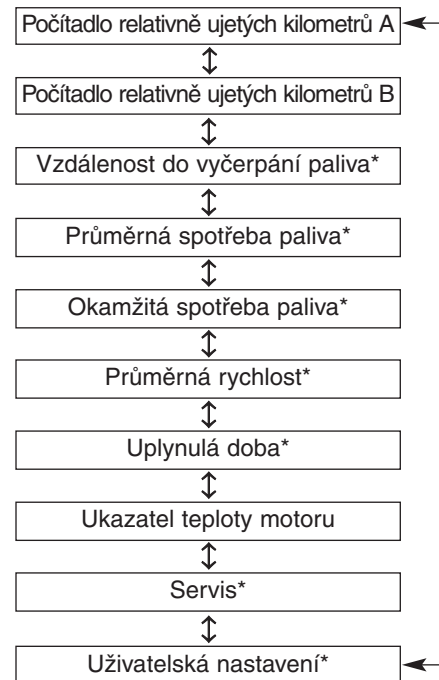 Počítadlo relativně ujetých kilometrů A
Počítadlo relativně ujetých kilometrů B
Vzdálenost do vyčerpání paliva*
Průměrná spotřeba paliva*
Okamžitá spotřeba paliva*
Průměrná rychlost*
Uplynulá doba*
Ukazatel teploty motoru
Servis*
Uživatelská nastavení*